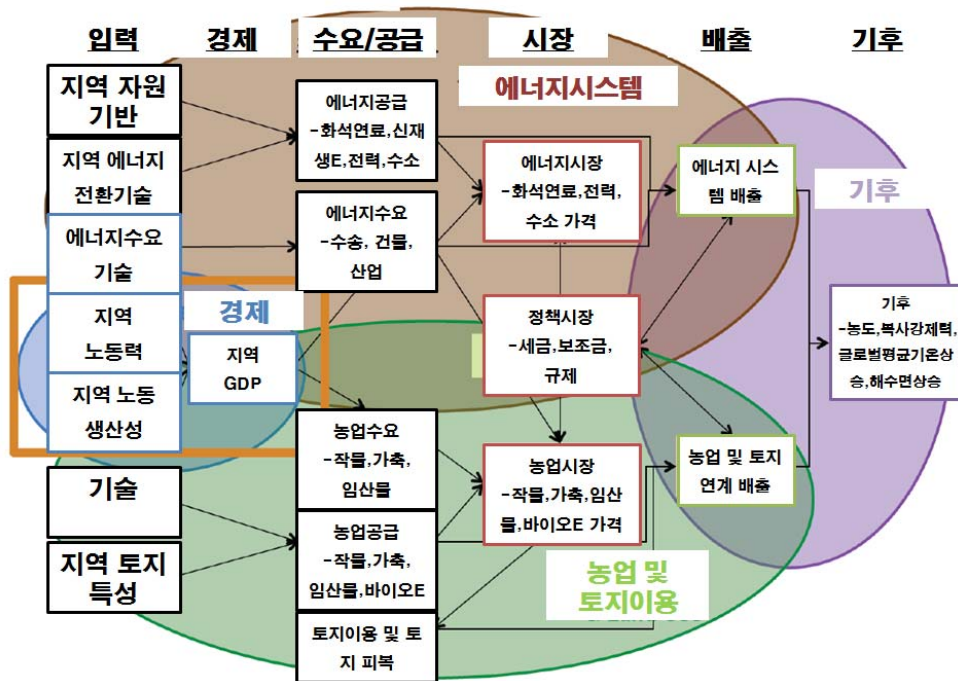 입력
경제
수요/공급
시장
배출
기후
지역 자원
기반
지역 에너지
전환기술
에너지수요
기술
지역
노동력
지역 노동
생산성
기술
지역 토지
특성
경제
지역
GDP
에너지공급
-화석연료,신재
생E,전력,수소
에너지수요
-수송, 건물,
산업
농업수요
-작물,가축,
임산물
농업공급
-작물,가축,
임산물,바이오E
토지이용 및 토
지 피복
에너지시스템
에너지시장
-화석연료,전력,
수소 가격
정책시장
-세금,보조금,
규제
농업시장
-작물,가축,임산
물,바이오E 가격
농업 및
토지이용
에너지 시스
템 배출
농업 및 토지
연계 배출
기후
기후
-농도,복사강제력,
글로벌평균기온상
승,해수면상승